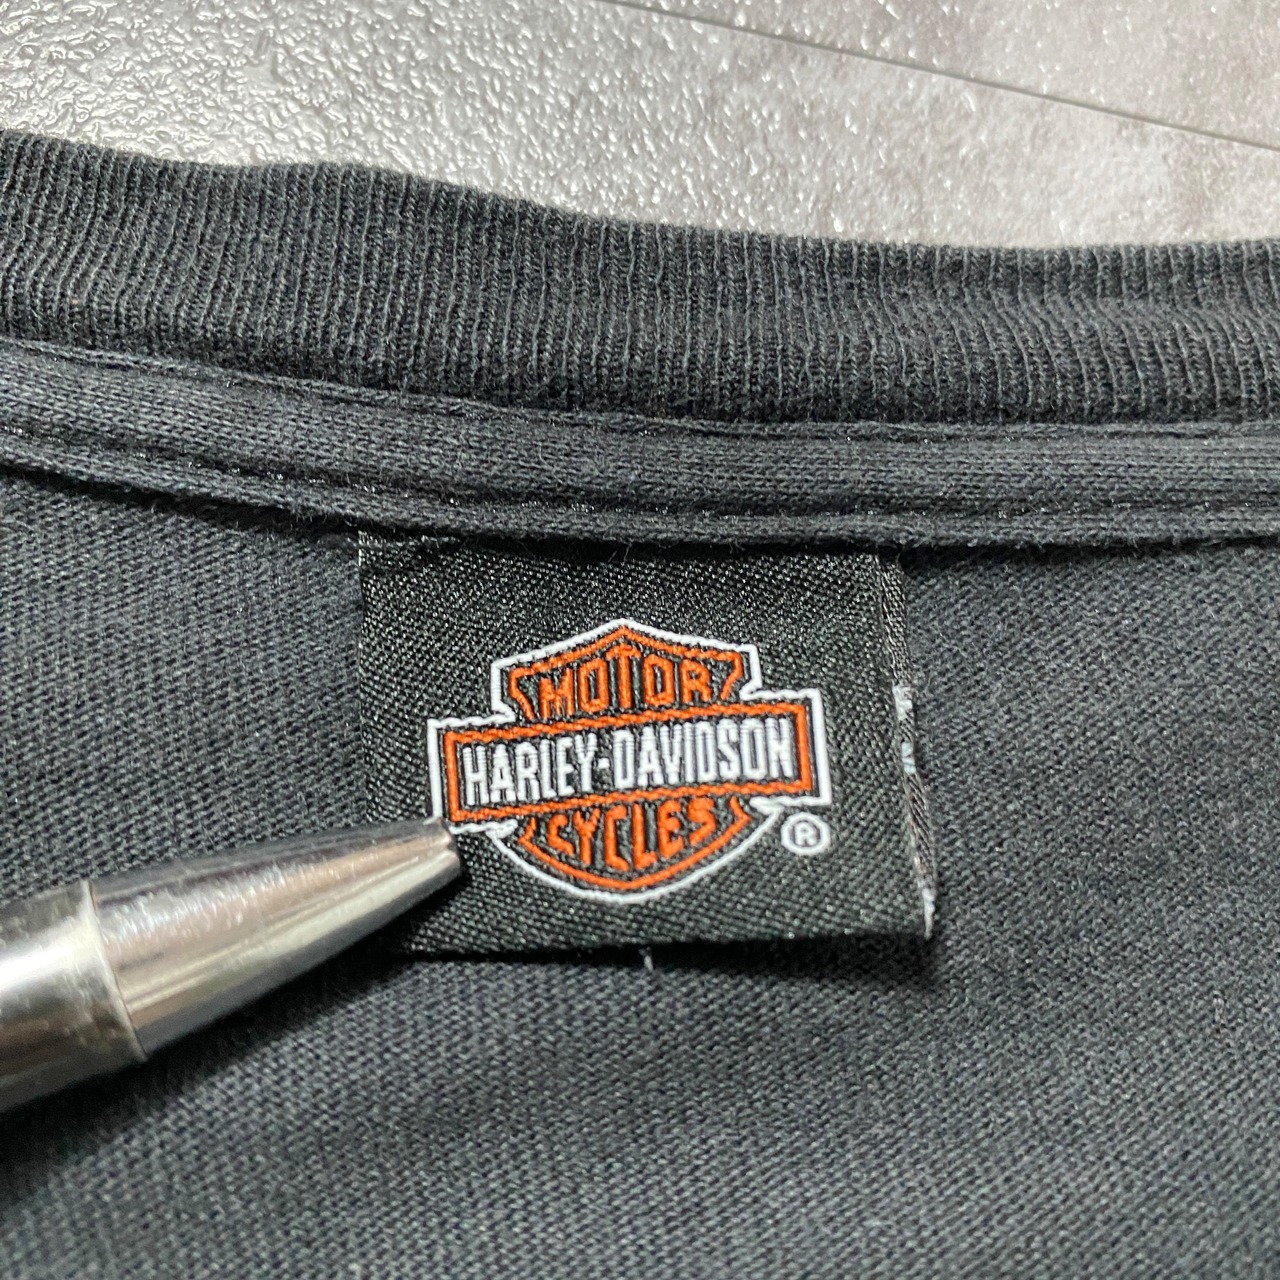 MOTOR
HARLEY-DAVIDSON
CYCLES
®